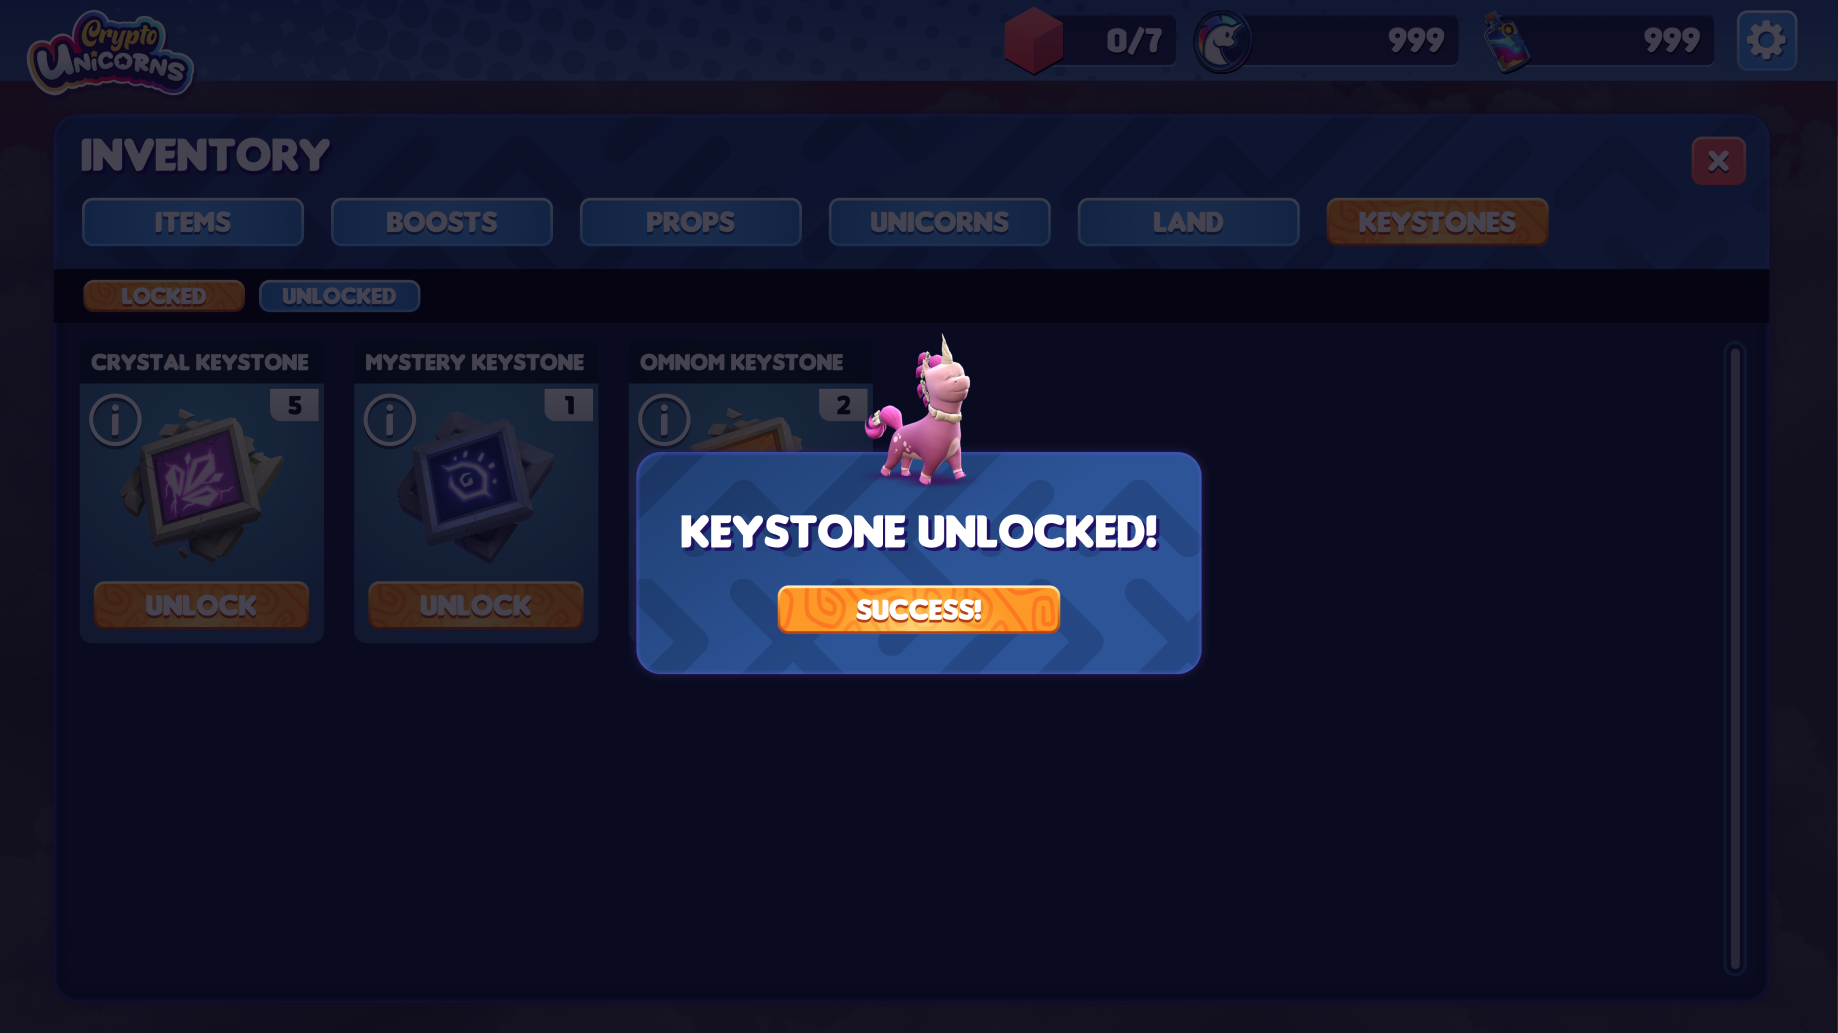 Crypto
UNICORNS
0/7
999
999
INVENTORY
ITEMS
BOOSTS
PROPS
UNICORNS
LAND
KEYSTONES
LOCKED
UNLOCKED
CRYSTAL KEYSTONE
MYSTERY KEYSTONE
OMNOM KEYSTONE
i
5
i
1
i
2
KEYSTONE UNLOCKED!
SUCCESS!
UNLOCK
UNLOCK